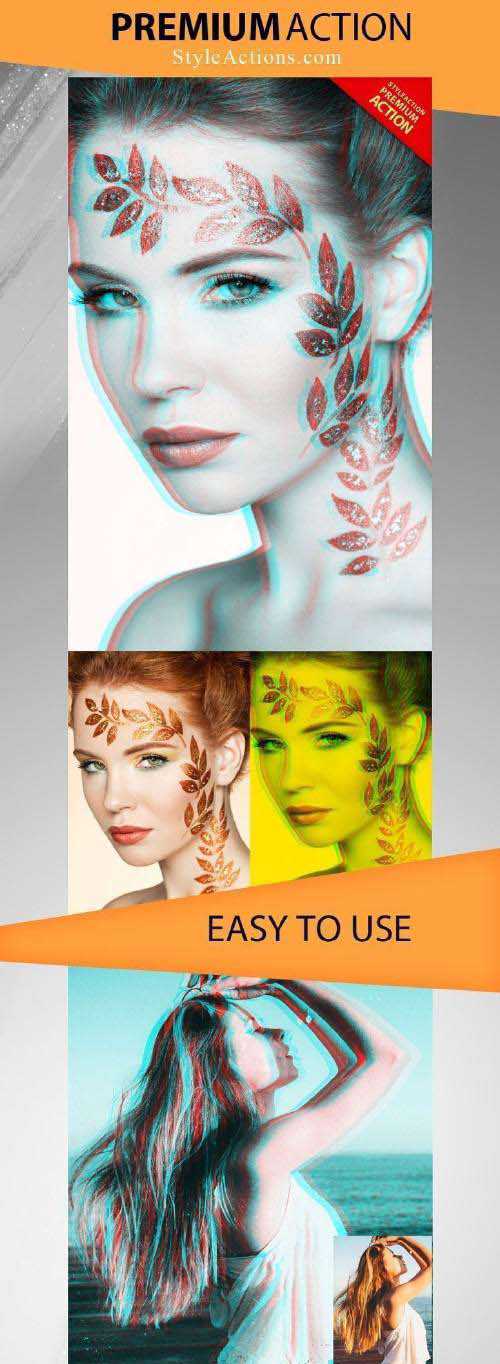 PREMIUM ACTION
StyleActions.com
STYLEACTION
PREMIUM
ACTION
EASY TO USE